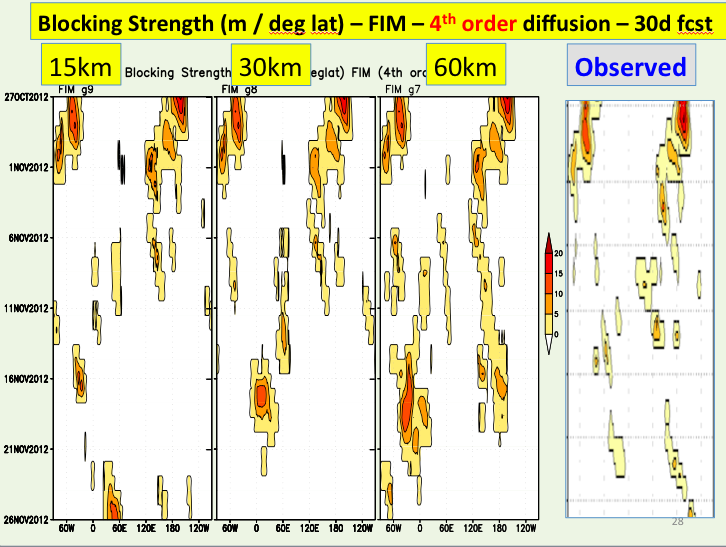 Blocking Strength (m / deg lat) – FIM – 4th order diffusion – 30d fcst
15km 30km 60km Observed
Blocking Strength eglat) FIM (4th orc
FIM g9 FIM g8 FIM g7
27OCT2012
1NOV2012
6NOV2012
11NOV2012
16NOV2012
21NOV2012
26NOV2012
20
15
10
5
0
60W 0 60E 120E 180 120W 60W 0 60E 120E 180 120W 60W 0 60E 120E 180 120W
28